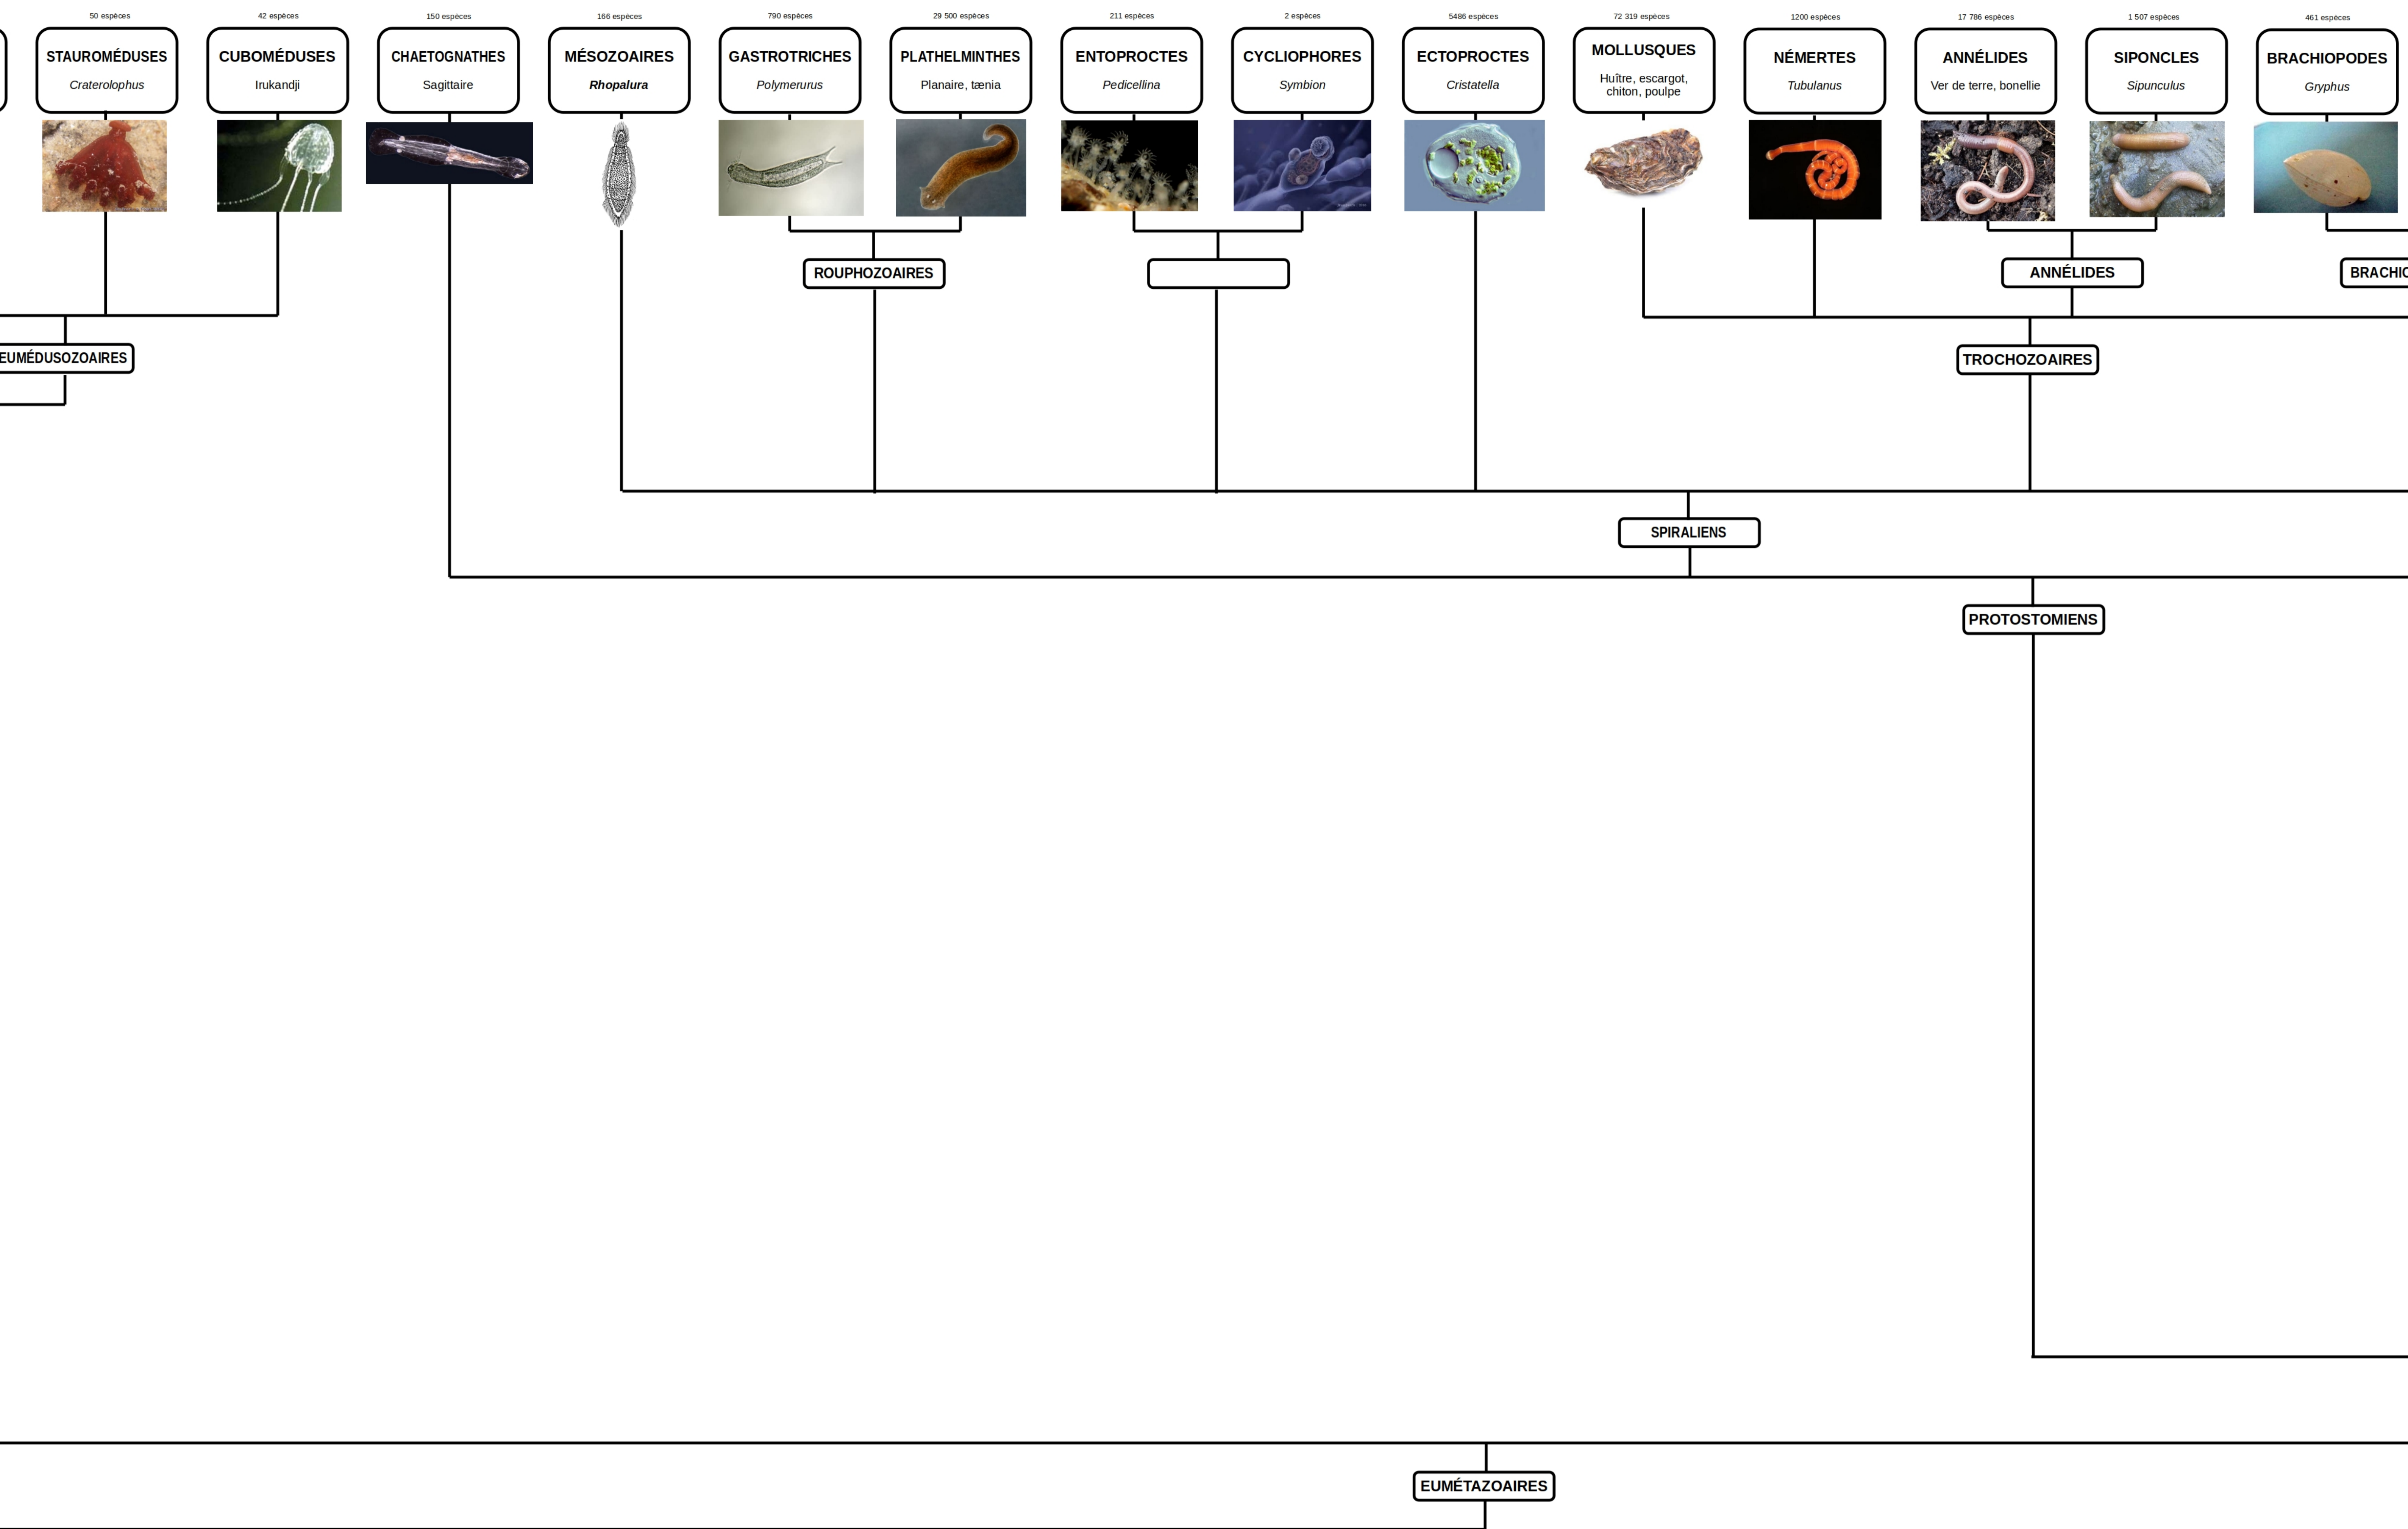 50 espèces
42 espèces
150 espèces
166 espèces
790 espèces
29 500 espèces
211 espèces
2 espèces
5486 espèces
72 319 espèces
1200 espèces
17 786 espèces
1 507 espèces
461 espèces
STAUROMÉDUSES
Craterolophus
CUBOMÉDUSES
Irukandji
CHAETOGNATHES
Sagittaire
MÉSOZOAIRES
Rhopalura
GASTROTRICHES
Polymerurus
PLATHELMINTHES
Planaire, tænia
ENTOPROCTES
Pedicellina
CYCLIOPHORES
Symbion
ECTOPROCTES
Cristatella
MOLLUSQUES
Huître, escargot,
chiton, poulpe
NÉMERTES
Tubulanus
ANNÉLIDES
Ver de terre, bonellie
SIPONCLES
Sipunculus
BRACHIOPODES
Gryphus
ROUPHOZOAIRES
ANNÉLIDES
BRACHIO
EUMÉDUSOZOAIRES
TROCHOZOAIRES
SPIRALIENS
PROTOSTOMIENS
EUMÉTAZOAIRES